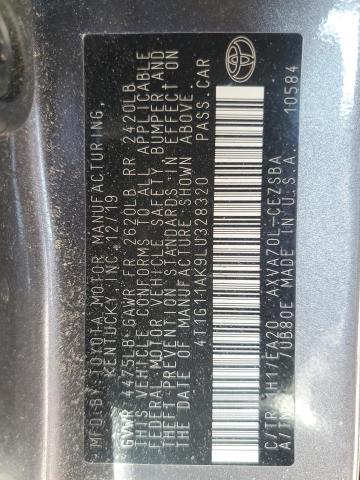 MFD.BY TOYOTA MOTOR MANUFACTURING,
KENTUCKY, INC. 12/19
GVWR 4475LB GAWR FR 2620LB RR 2420LB
THIS VEHICLE CONFORMS TO ALL APPLICABLE
FEDERAL MOTOR VEHICLE SAFETY, BUMPER, AND
THEFT PREVENTION STANDARDS IN EFFECT ON
THE DATE OF MANUFACTURE SHOWN ABOVE.
4T1G11AK9LU328320 PASS.CAR
C/TR: 1H1/EA20 AXVA70L-CEZSBA
A/TM: /UB80E MADE IN U.S.A. 10584